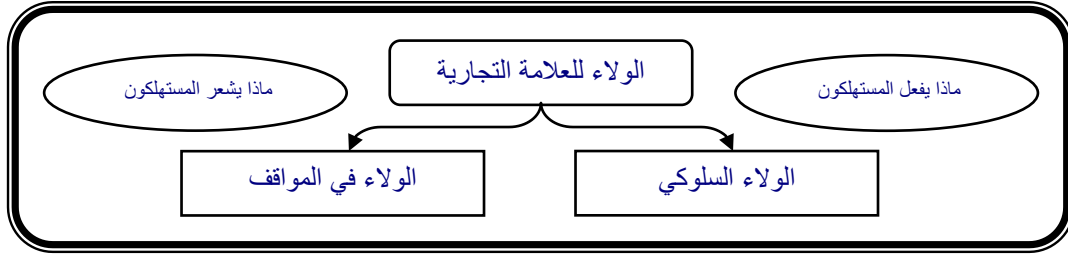 الولاء للعلامة التجارية
ماذا يفعل المستهلكون
ماذا يشعر المستهلكون
الولاء السلوكي
الولاء في المواقف